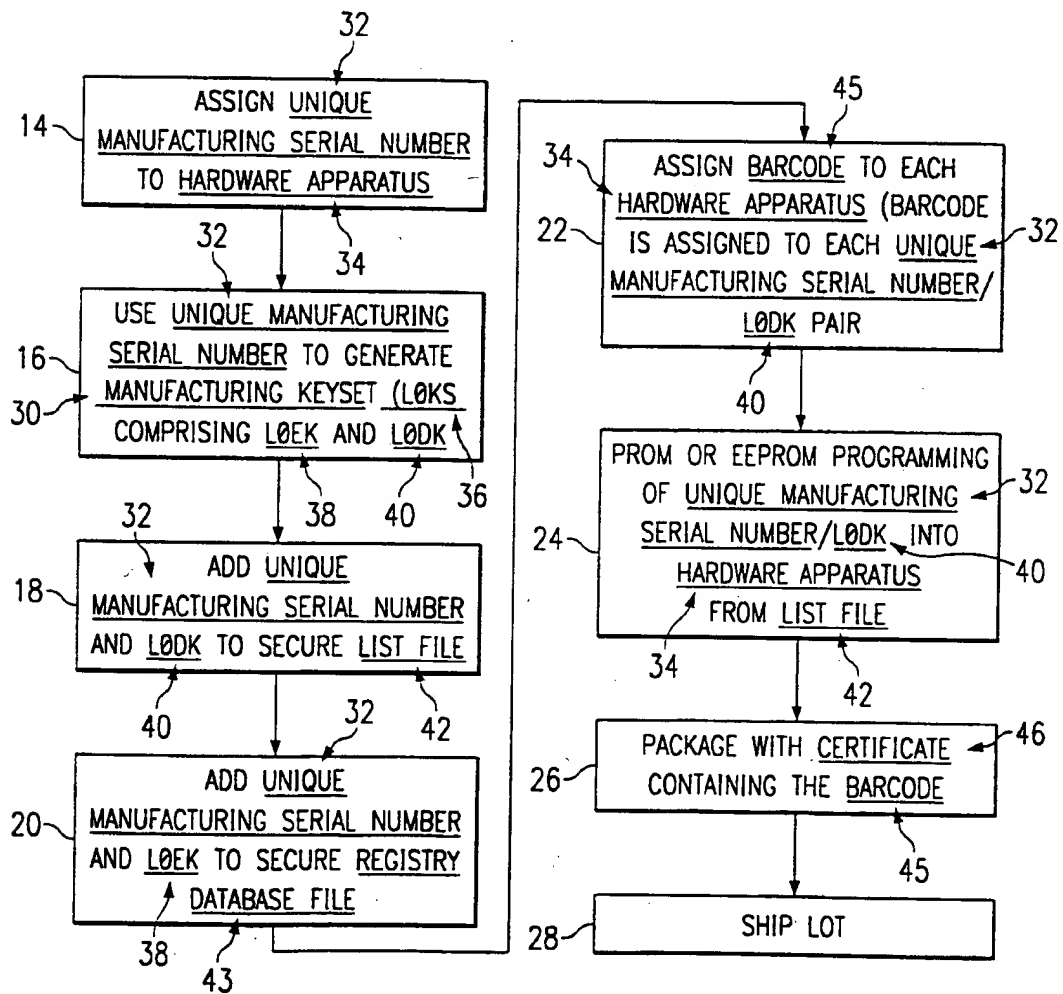 32
14
ASSIGN UNIQUE
MANUFACTURING SERIAL NUMBER
TO HARDWARE APPARATUS
32
34
16
30
USE UNIQUE MANUFACTURING
SERIAL NUMBER TO GENERATE
MANUFACTURING KEYSET (L0KS
COMPRISING L0EK AND L0DK
38
40
36
32
18
ADD UNIQUE
MANUFACTURING SERIAL NUMBER
AND L0DK TO SECURE LIST FILE
40
42
32
20
ADD UNIQUE
MANUFACTURING SERIAL NUMBER
AND L0EK TO SECURE REGISTRY
DATABASE FILE
38
43
45
34
22
ASSIGN BARCODE TO EACH
HARDWARE APPARATUS (BARCODE
IS ASSIGNED TO EACH UNIQUE
MANUFACTURING SERIAL NUMBER/
L0DK PAIR
32
40
24
PROM OR EEPROM PROGRAMMING
OF UNIQUE MANUFACTURING
SERIAL NUMBER/L0DK INTO
HARDWARE APPARATUS
FROM LIST FILE
32
40
34
42
26
PACKAGE WITH CERTIFICATE
CONTAINING THE BARCODE
46
45
28
SHIP LOT